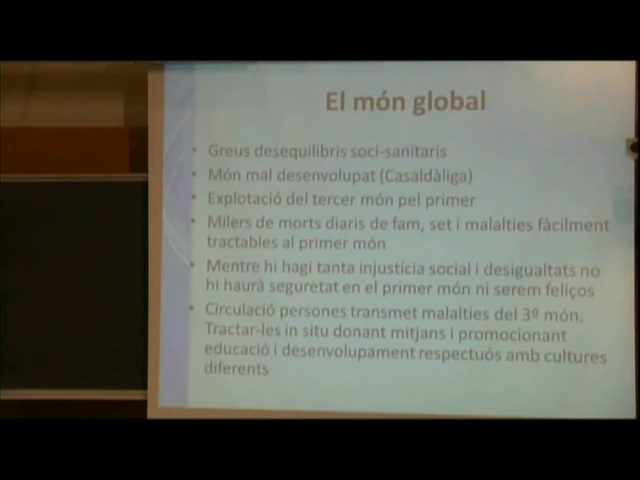 El món global
• Greus desequilibris soci-sanitaris
• Món mal desenvolupat (Casaldàliga)
• Explotació del tercer món pel primer
• Milers de morts diaris de fam, set i malalties fàcilment
tractables al primer món
• Mentre hi hagi tanta injustícia social i desigualtats no
hi haurà seguretat en el primer món ni serem feliços
• Circulació persones transmet malalties del 3º món.
Tractar-les in situ donant mitjans i promocionant
educació i desenvolupament respectuós amb cultures
diferents